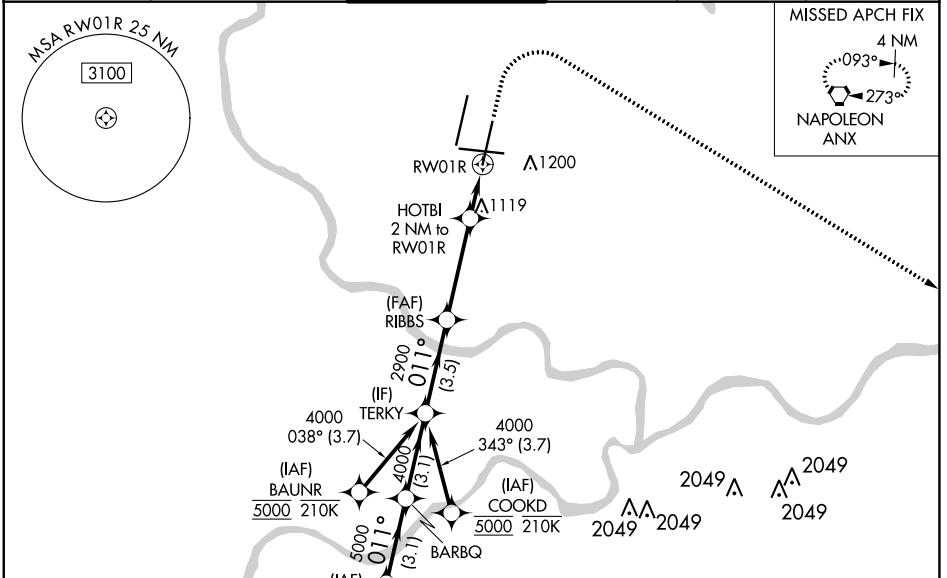 MSA RW01R 25 NM
3100
MISSED APCH FIX
4 NM
093°
273°
NAPOLEON
ANX
RW01R
1200
1119
HOTBI
2 NM to
RW01R
(FAF)
RIBBS
2900
011°
(3.5)
(IF)
TERKY
4000
038° (3.7)
4000
343° (3.7)
4000
(3.1)
(IAF)
BAUNR
5000 210K
(IAF)
COOKD
5000 210K
BARBQ
5000
011°
(3.1)
2049
2049
2049
2049
2049
(IAF)